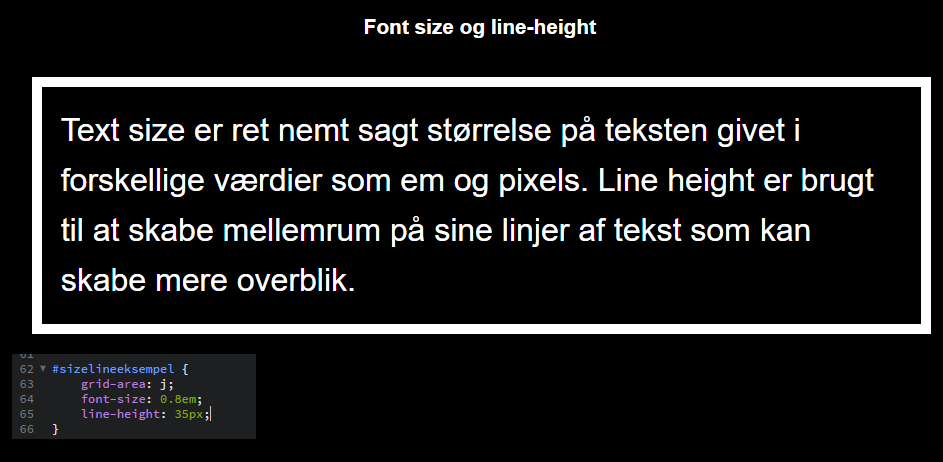 Font size og line-height
Text size er ret nemt sagt størrelse på teksten givet i
forskellige værdier som em og pixels. Line height er brugt
til at skabe mellemrum på sine linjer af tekst som kan
skabe mere overblik.
61
62 #sizelineeksempel {
63 grid-area: j;
64 font-size: 0.8em;
65 line-height: 35px;
66 }